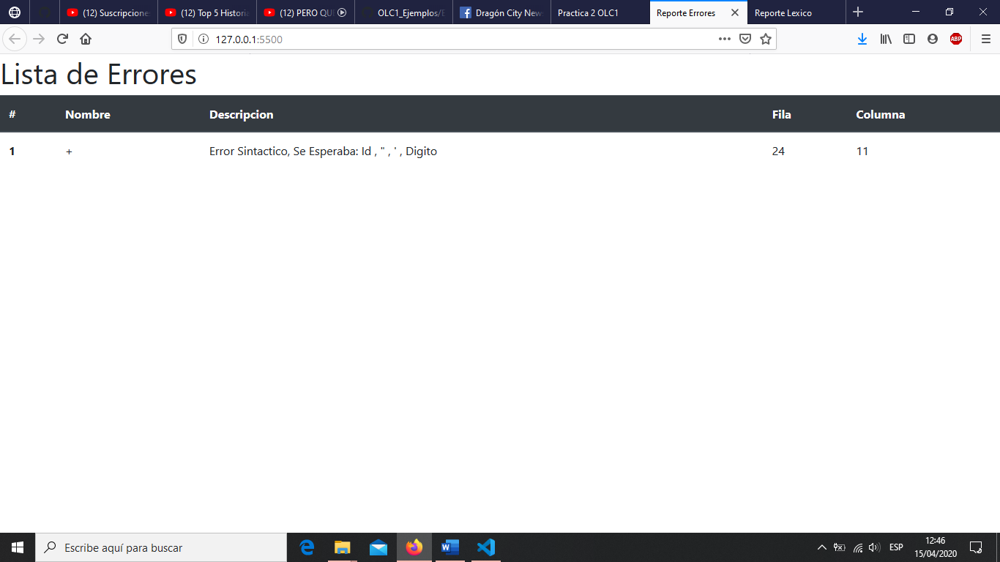 (12) Suscripcione
(12) Top 5 Historia
(12) PERO QU
OLC1_Ejemplos/E
Dragón City New
Practica 2 OLC1
Reporte Errores
Reporte Lexico
127.0.0.1:5500
ABP
Lista de Errores
# Nombre Descripcion Fila Columna
1 + Error Sintactico, Se Esperaba: Id , " , ' , Digito 24 11
Escribe aquí para buscar
ESP
12:46
15/04/2020